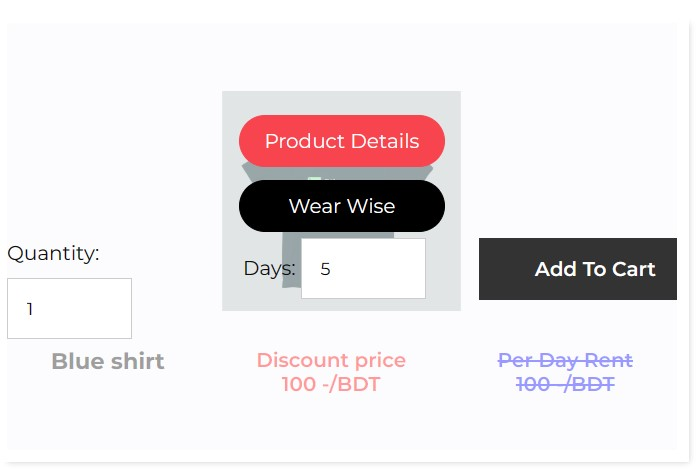 Product Details
Wear Wise
Quantity:
Days: 5
Add To Cart
1
Blue shirt
Discount price
100 -/BDT
Per Day Rent
100 -/BDT